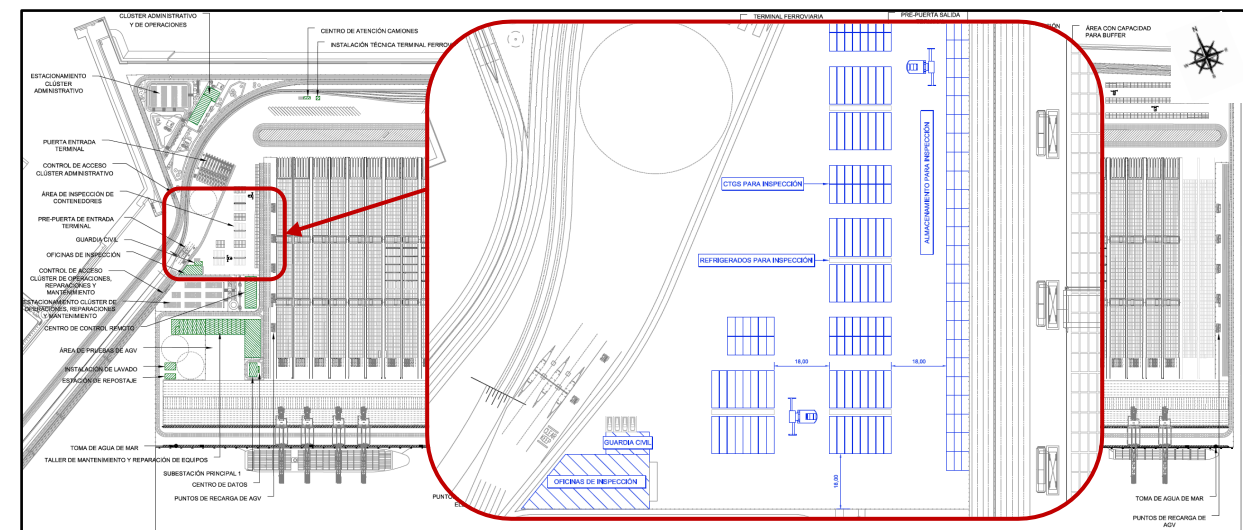 CLÚSTER ADMINISTRATIVO
Y DE OPERACIONES
CENTRO DE ATENCIÓN CAMIONES
INSTALACIÓN TÉCNICA TERMINAL
ESTACIONAMIENTO
CLÚSTER
ADMINISTRATIVO
PUERTA ENTRADA
TERMINAL
CONTROL DE ACCESO
CLÚSTER ADMINISTRATIVO
ÁREA DE INSPECCIÓN DE
CONTENEDORES
PRE-PUERTA DE ENTRADA
TERMINAL
GUARDIA CIVIL
OFICINAS DE INSPECCIÓN
CONTROL DE ACCESO
CLÚSTER DE OPERACIONES,
REPARACIONES Y
MANTENIMIENTO
ESTACIONAMIENTO CLÚSTER DE
OPERACIONES, REPARACIONES
Y MANTENIMIENTO
CENTRO DE CONTROL REMOTO
ÁREA DE PRUEBAS DE AGV
INSTALACIÓN DE LAVADO
ESTACIÓN DE REPOSTAJE
TOMA DE AGUA DE MAR
TALLER DE MANTENIMIENTO Y REPARACIÓN DE EQUIPOS
SUBESTACIÓN PRINCIPAL 1
CENTRO DE DATOS
PUNTOS DE RECARGA DE AGV
TERMINAL FERROVIARIA
PRE-PUERTA SALIDA
CTGS PARA INSPECCIÓN
REFRIGERADOS PARA INSPECCIÓN
ALMACENAMIENTO PARA INSPECCIÓN
18,00
18,00
18,00
GUARDIA CIVIL
OFICINAS DE INSPECCIÓN
ÁREA CON CAPACIDAD
PARA BUFFER
N
TOMA DE AGUA DE MAR
PUNTOS DE RECARGA DE
AGV